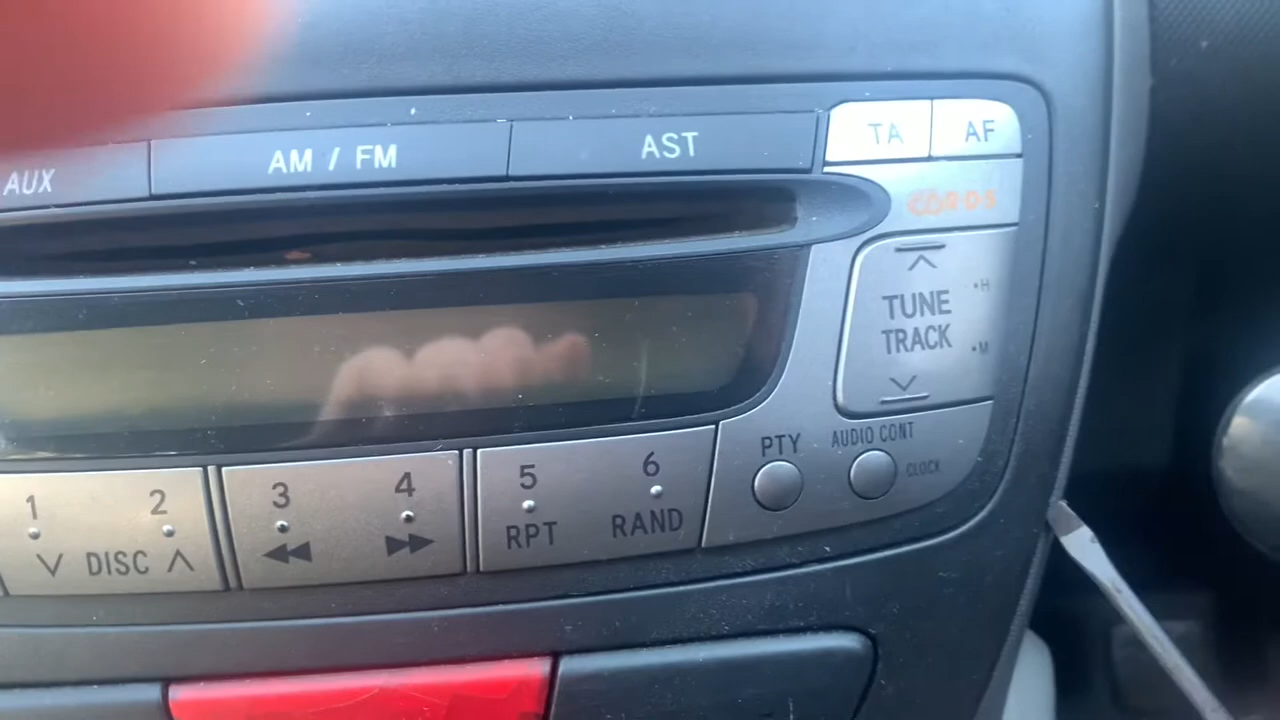 AUX AM / FM AST TA AF
TUNE
TRACK
H
M
PTY AUDIO CONT
CLOCK
1 2 3 4 5 6
DISC RPT RAND